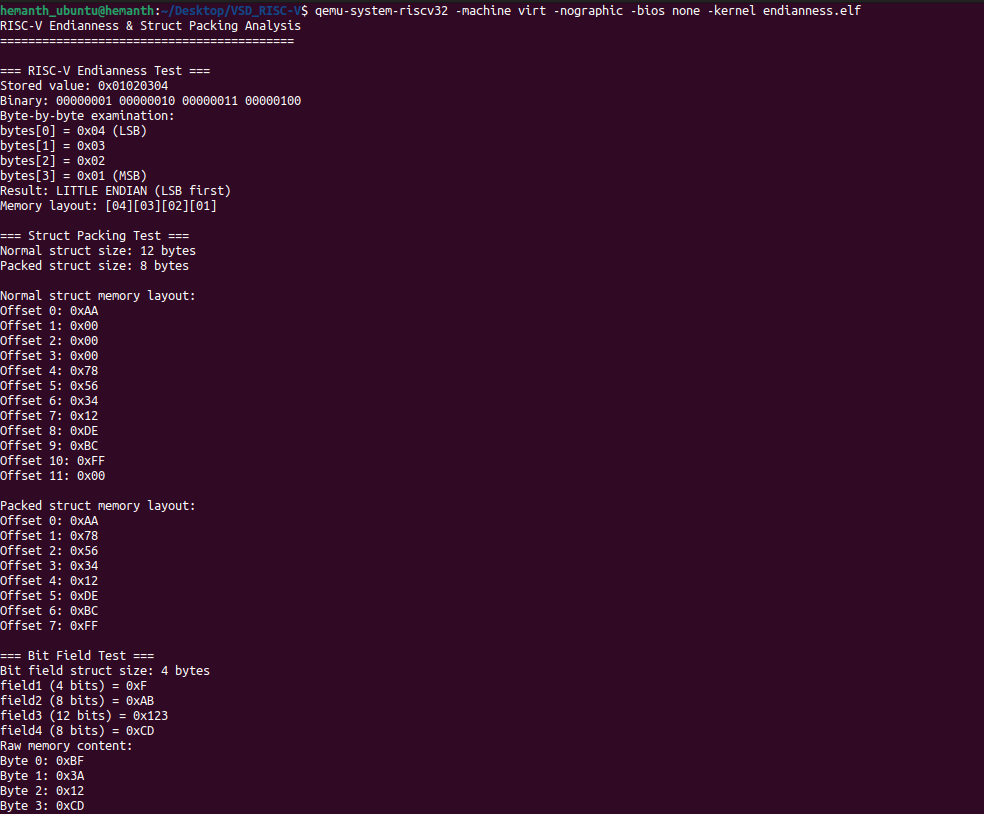 hemanth_ubuntu@hemanth:~/Desktop/VSD_RISC-V$ qemu-system-riscv32 -machine virt -nographic -bios none -kernel endianness.elf
RISC-V Endianness & Struct Packing Analysis
==========================================

=== RISC-V Endianness Test ===
Stored value: 0x01020304
Binary: 00000001 00000010 00000011 00000100
Byte-by-byte examination:
bytes[0] = 0x04 (LSB)
bytes[1] = 0x03
bytes[2] = 0x02
bytes[3] = 0x01 (MSB)
Result: LITTLE ENDIAN (LSB first)
Memory layout: [04][03][02][01]

=== Struct Packing Test ===
Normal struct size: 12 bytes
Packed struct size: 8 bytes

Normal struct memory layout:
Offset 0: 0xAA
Offset 1: 0x00
Offset 2: 0x00
Offset 3: 0x00
Offset 4: 0x78
Offset 5: 0x56
Offset 6: 0x34
Offset 7: 0x12
Offset 8: 0xDE
Offset 9: 0xBC
Offset 10: 0xFF
Offset 11: 0x00

Packed struct memory layout:
Offset 0: 0xAA
Offset 1: 0x78
Offset 2: 0x56
Offset 3: 0x34
Offset 4: 0x12
Offset 5: 0xDE
Offset 6: 0xBC
Offset 7: 0xFF

=== Bit Field Test ===
Bit field struct size: 4 bytes
field1 (4 bits) = 0xF
field2 (8 bits) = 0xAB
field3 (12 bits) = 0x123
field4 (8 bits) = 0xCD
Raw memory content:
Byte 0: 0xBF
Byte 1: 0x3A
Byte 2: 0x12
Byte 3: 0xCD